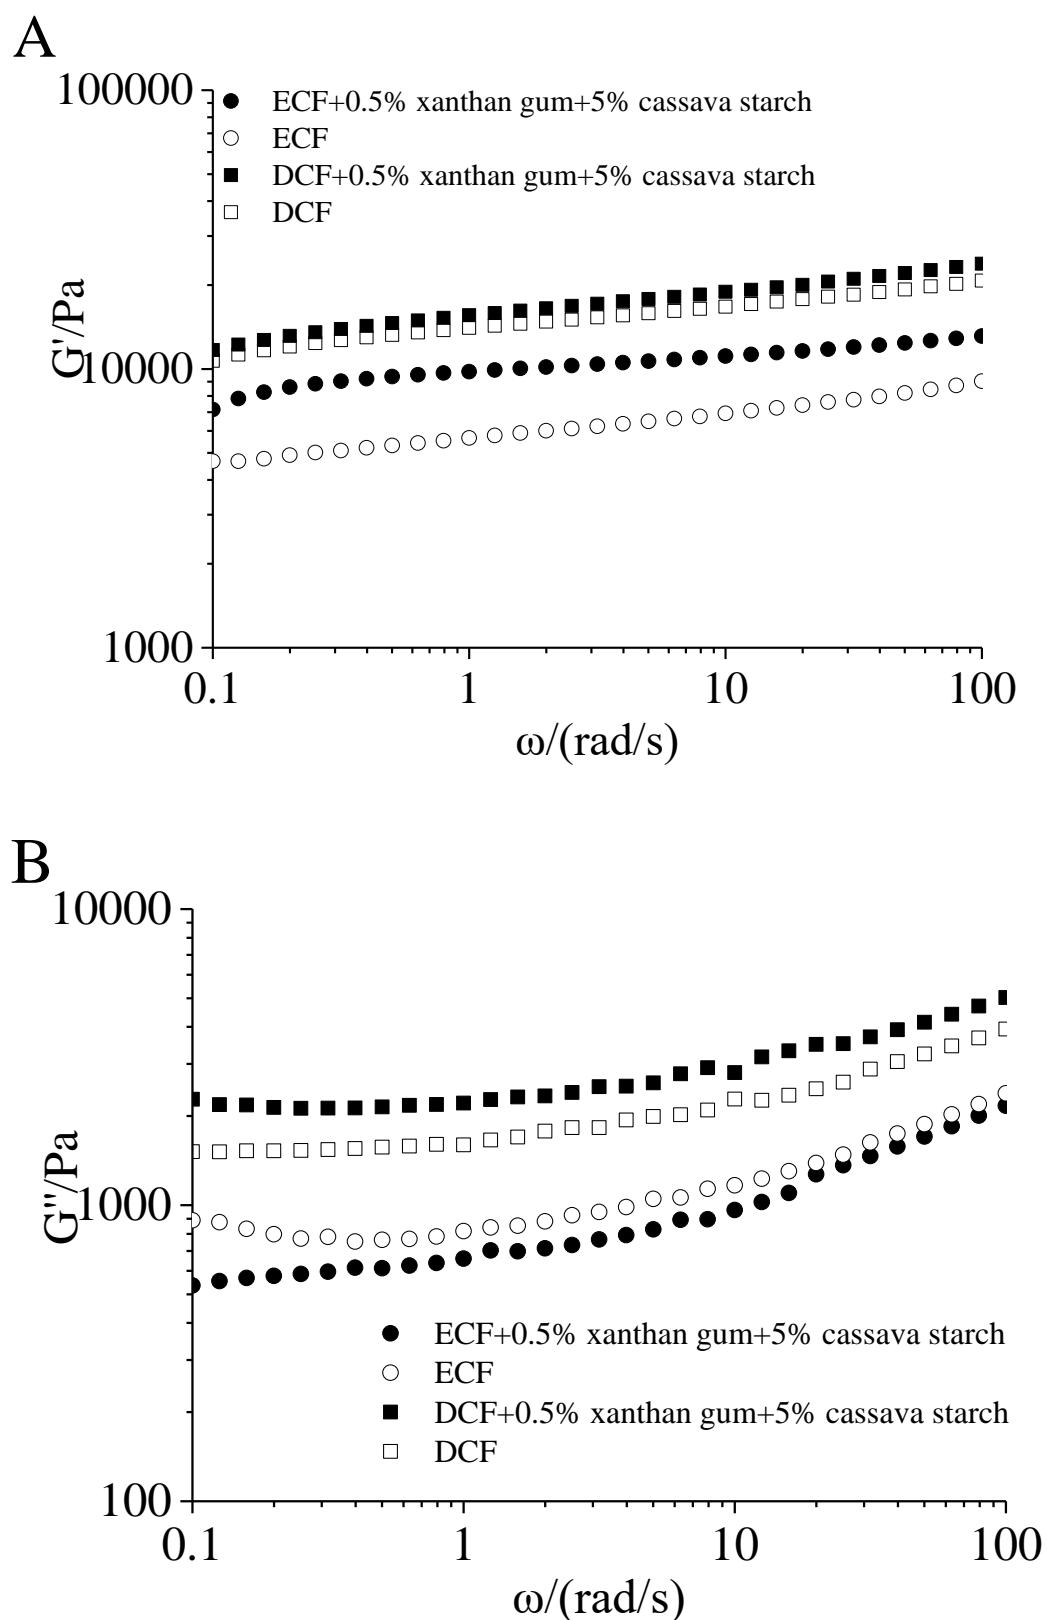 A
100000
ECF+0.5% xanthan gum+5% cassava starch
ECF
DCF+0.5% xanthan gum+5% cassava starch
DCF
G'/Pa
10000
1000
0.1 1 10 100
ω/(rad/s)
B
10000
G''/Pa
1000
ECF+0.5% xanthan gum+5% cassava starch
ECF
DCF+0.5% xanthan gum+5% cassava starch
DCF
100
0.1 1 10 100
ω/(rad/s)